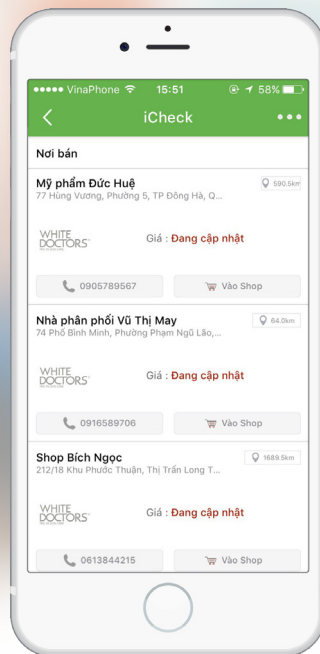 VinaPhone 15:51 58%
iCheck
Nơi bán
Mỹ phẩm Đức Huệ 590.5km
77 Hùng Vương, Phường 5, TP Đông Hà, Q...
WHITE
DOCTORS
Giá : Đang cập nhật
0905789567 Vào Shop
Nhà phân phối Vũ Thị May 64.0km
74 Phố Bình Minh, Phường Phạm Ngũ Lão,...
WHITE
DOCTORS
Giá : Đang cập nhật
0916589706 Vào Shop
Shop Bích Ngọc 1689.5km
212/18 Khu Phước Thuận, Thị Trấn Long T...
WHITE
DOCTORS
Giá : Đang cập nhật
0613844215 Vào Shop